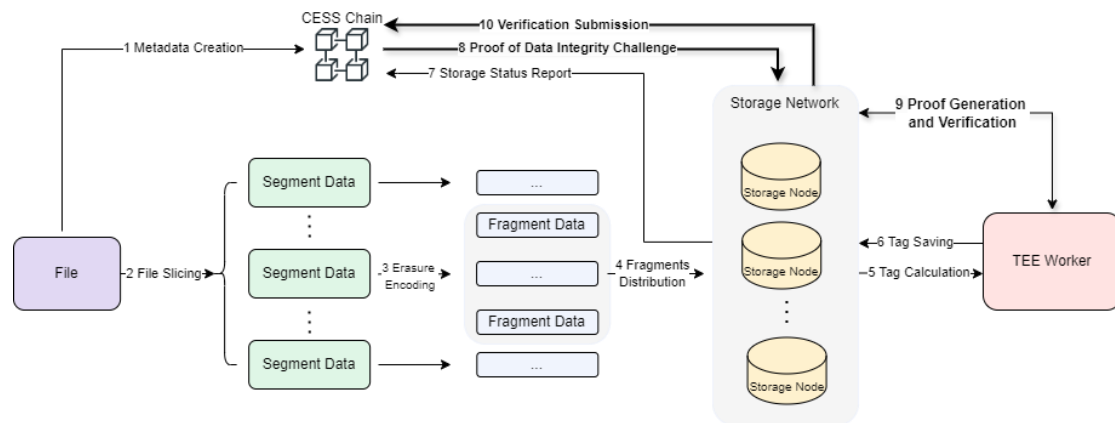 CESS Chain
10 Verification Submission
1 Metadata Creation
8 Proof of Data Integrity Challenge
7 Storage Status Report
Storage Network
9 Proof Generation
and Verification
Segment Data
...
Storage Node
Fragment Data
File
2 File Slicing
Segment Data
3 Erasure
Encoding
...
4 Fragments
Distribution
Storage Node
6 Tag Saving
5 Tag Calculation
TEE Worker
Fragment Data
Segment Data
...
Storage Node